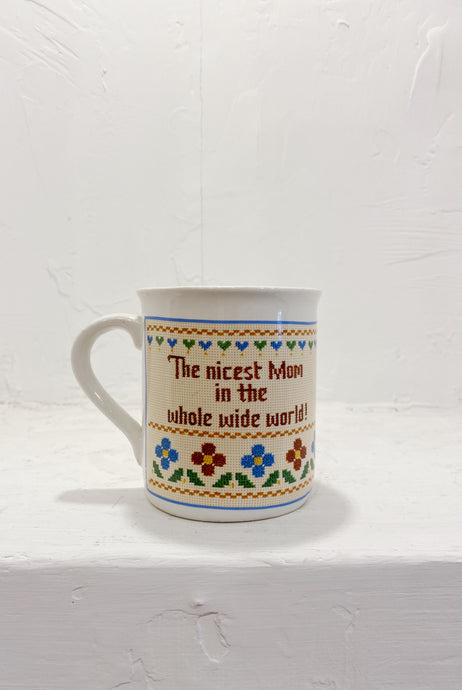 The nicest Mom
in the
whole wide world!